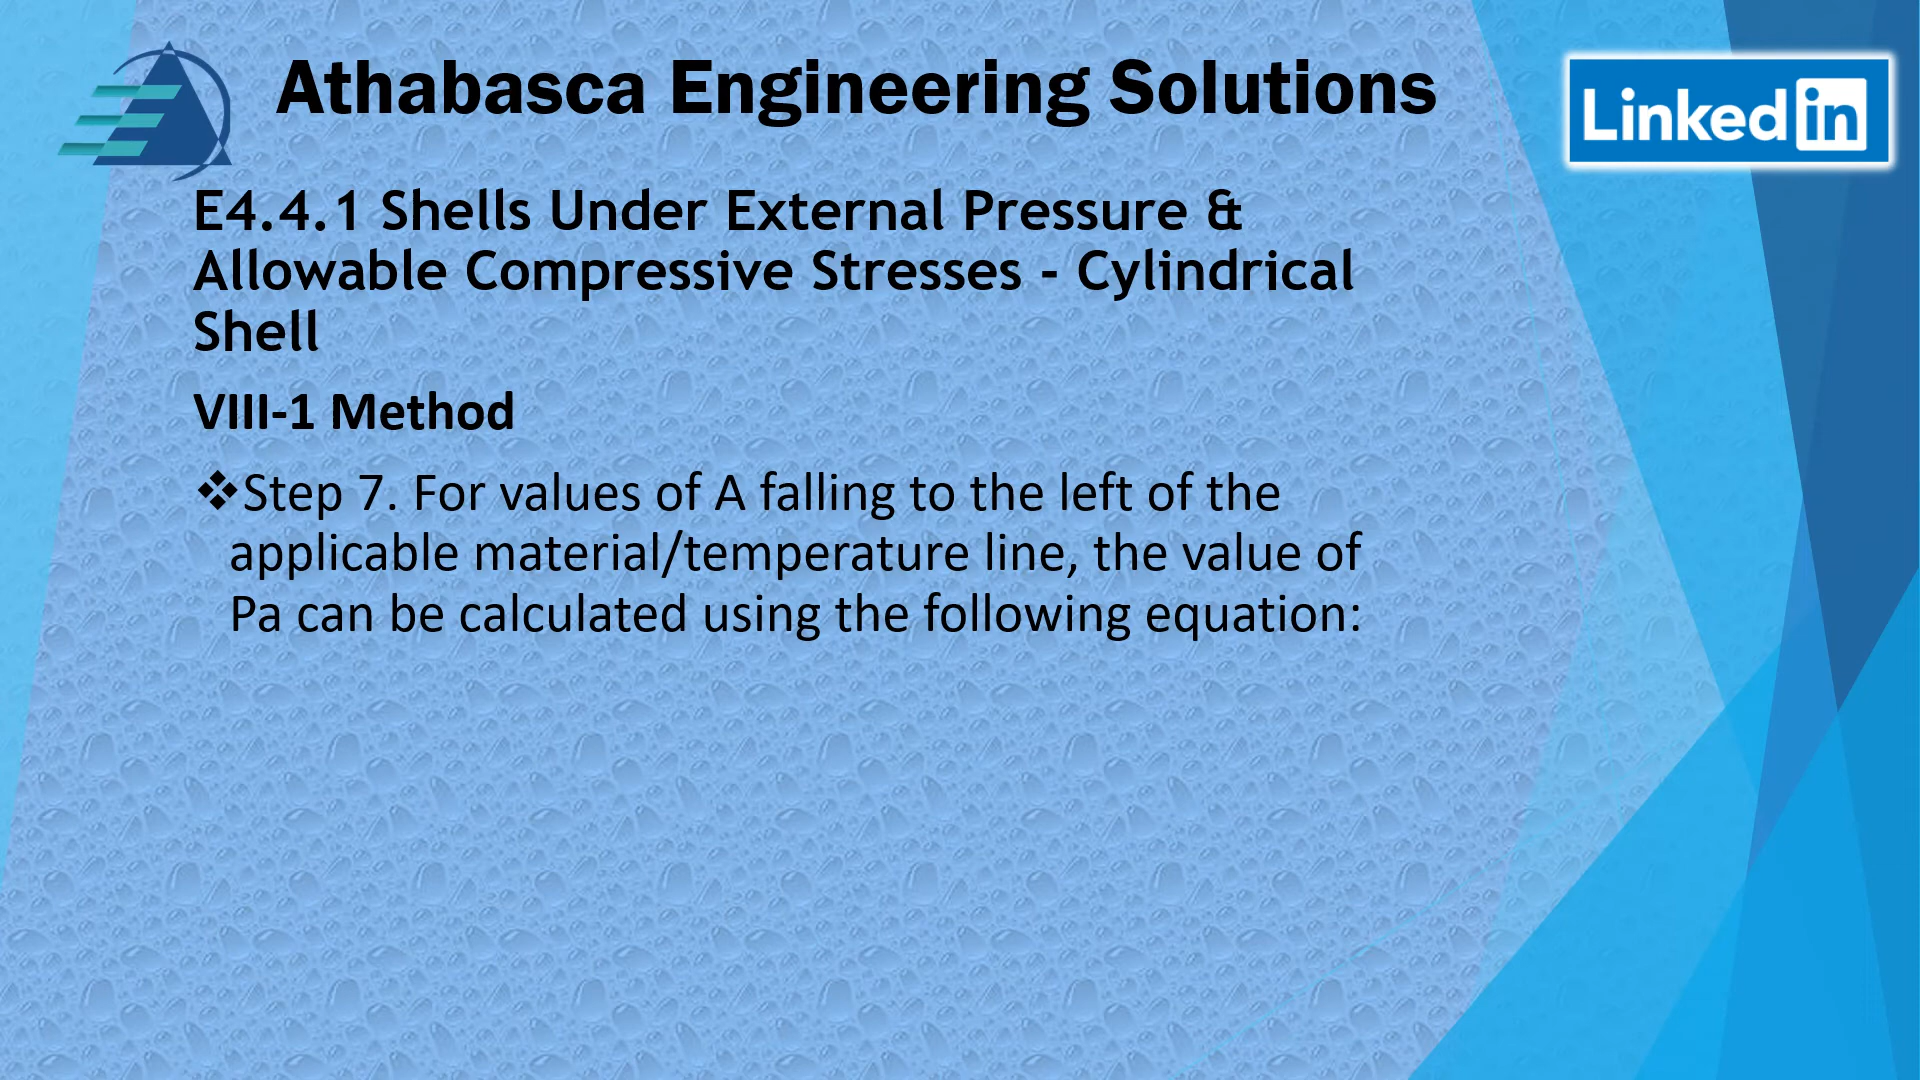 Athabasca Engineering Solutions
Linked in
E4.4.1 Shells Under External Pressure &
Allowable Compressive Stresses - Cylindrical
Shell
VIII-1 Method
❖Step 7. For values of A falling to the left of the
applicable material/temperature line, the value of
Pa can be calculated using the following equation: